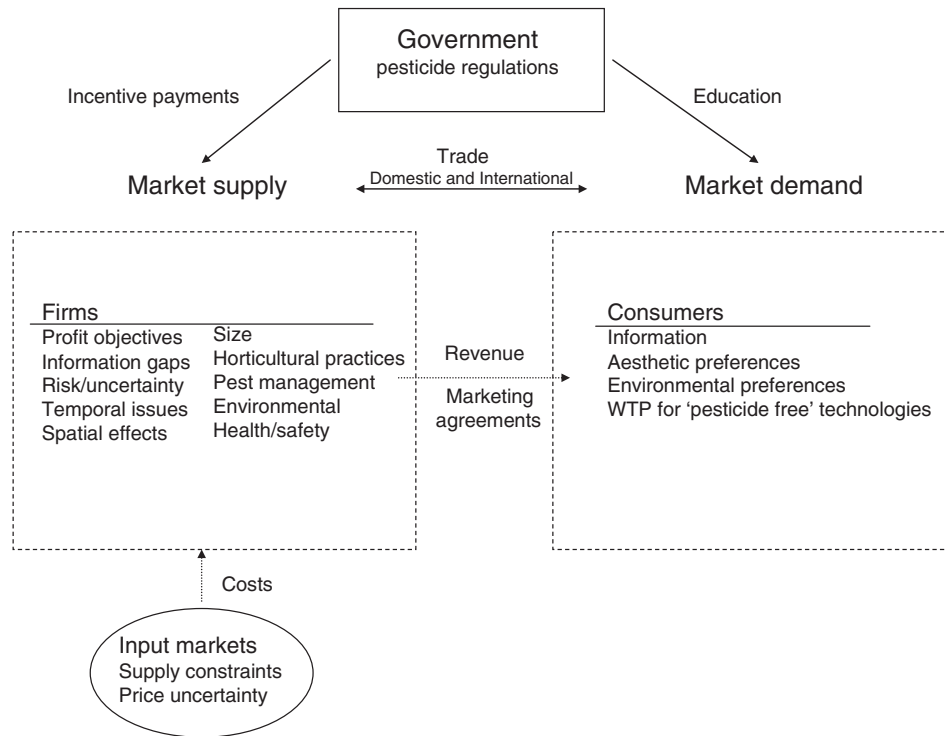 Government
pesticide regulations
Incentive payments
Education
Trade
Domestic and International
Market supply
Market demand
Firms
Profit objectives
Information gaps
Risk/uncertainty
Temporal issues
Spatial effects
Size
Horticultural practices
Pest management
Environmental
Health/safety
Revenue
Marketing
agreements
Consumers
Information
Aesthetic preferences
Environmental preferences
WTP for ‘pesticide free’ technologies
Costs
Input markets
Supply constraints
Price uncertainty